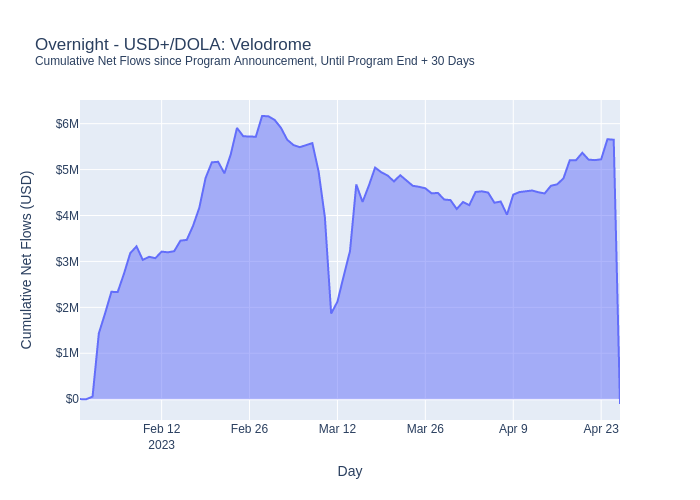 Overnight - USD+/DOLA: Velodrome
Cumulative Net Flows since Program Announcement, Until Program End + 30 Days
Cumulative Net Flows (USD)
$6M
$5M
$4M
$3M
$2M
$1M
$0
Feb 12
2023
Feb 26
Mar 12
Mar 26
Apr 9
Apr 23
Day